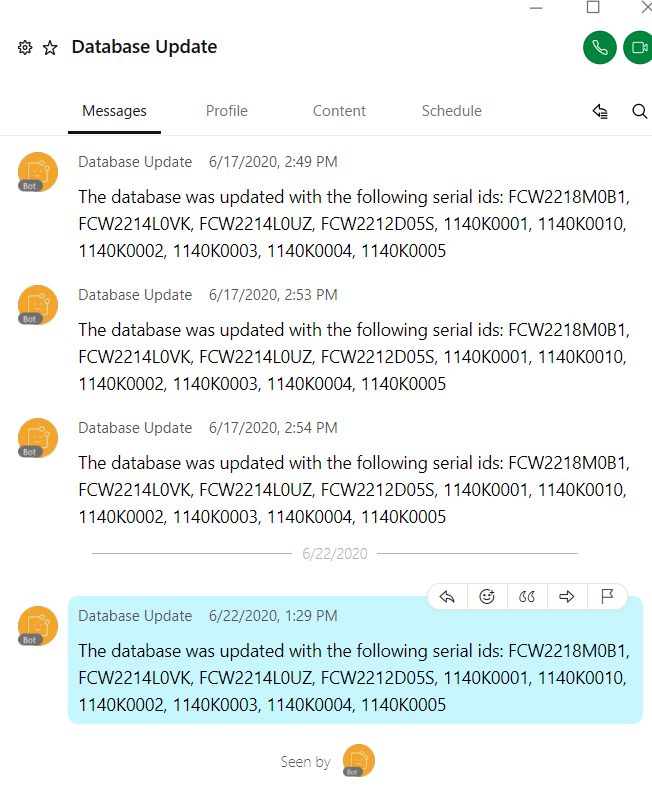 Database Update
Messages Profile Content Schedule
Database Update 6/17/2020, 2:49 PM
Bot
The database was updated with the following serial ids: FCW2218M0B1,
FCW2214L0VK, FCW2214L0UZ, FCW2212D05S, 1140K0001, 1140K0010,
1140K0002, 1140K0003, 1140K0004, 1140K0005
Database Update 6/17/2020, 2:53 PM
Bot
The database was updated with the following serial ids: FCW2218M0B1,
FCW2214L0VK, FCW2214L0UZ, FCW2212D05S, 1140K0001, 1140K0010,
1140K0002, 1140K0003, 1140K0004, 1140K0005
Database Update 6/17/2020, 2:54 PM
Bot
The database was updated with the following serial ids: FCW2218M0B1,
FCW2214L0VK, FCW2214L0UZ, FCW2212D05S, 1140K0001, 1140K0010,
1140K0002, 1140K0003, 1140K0004, 1140K0005
6/22/2020
Database Update 6/22/2020, 1:29 PM
Bot
The database was updated with the following serial ids: FCW2218M0B1,
FCW2214L0VK, FCW2214L0UZ, FCW2212D05S, 1140K0001, 1140K0010,
1140K0002, 1140K0003, 1140K0004, 1140K0005
Seen by Bot